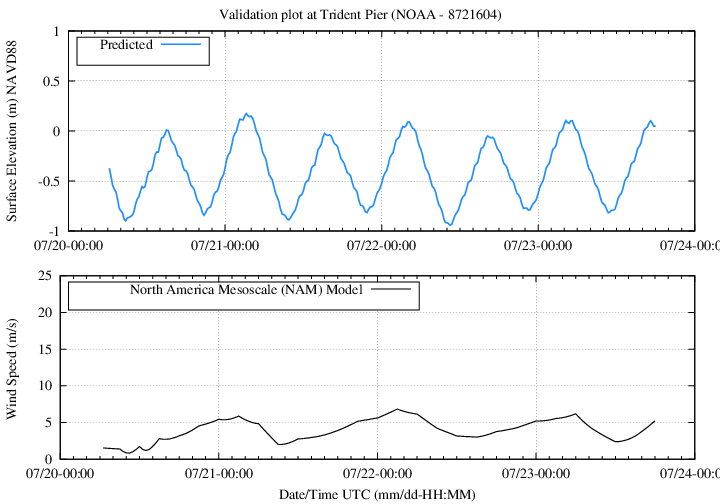 Validation plot at Trident Pier (NOAA - 8721604)
1
Predicted
0.5
0
-0.5
-1
Surface Elevation (m) NAVD88
07/20-00:00 07/21-00:00 07/22-00:00 07/23-00:00 07/24-00:0
25
North America Mesoscale (NAM) Model
20
15
10
5
0
Wind Speed (m/s)
07/20-00:00 07/21-00:00 07/22-00:00 07/23-00:00 07/24-00:0
Date/Time UTC (mm/dd-HH:MM)